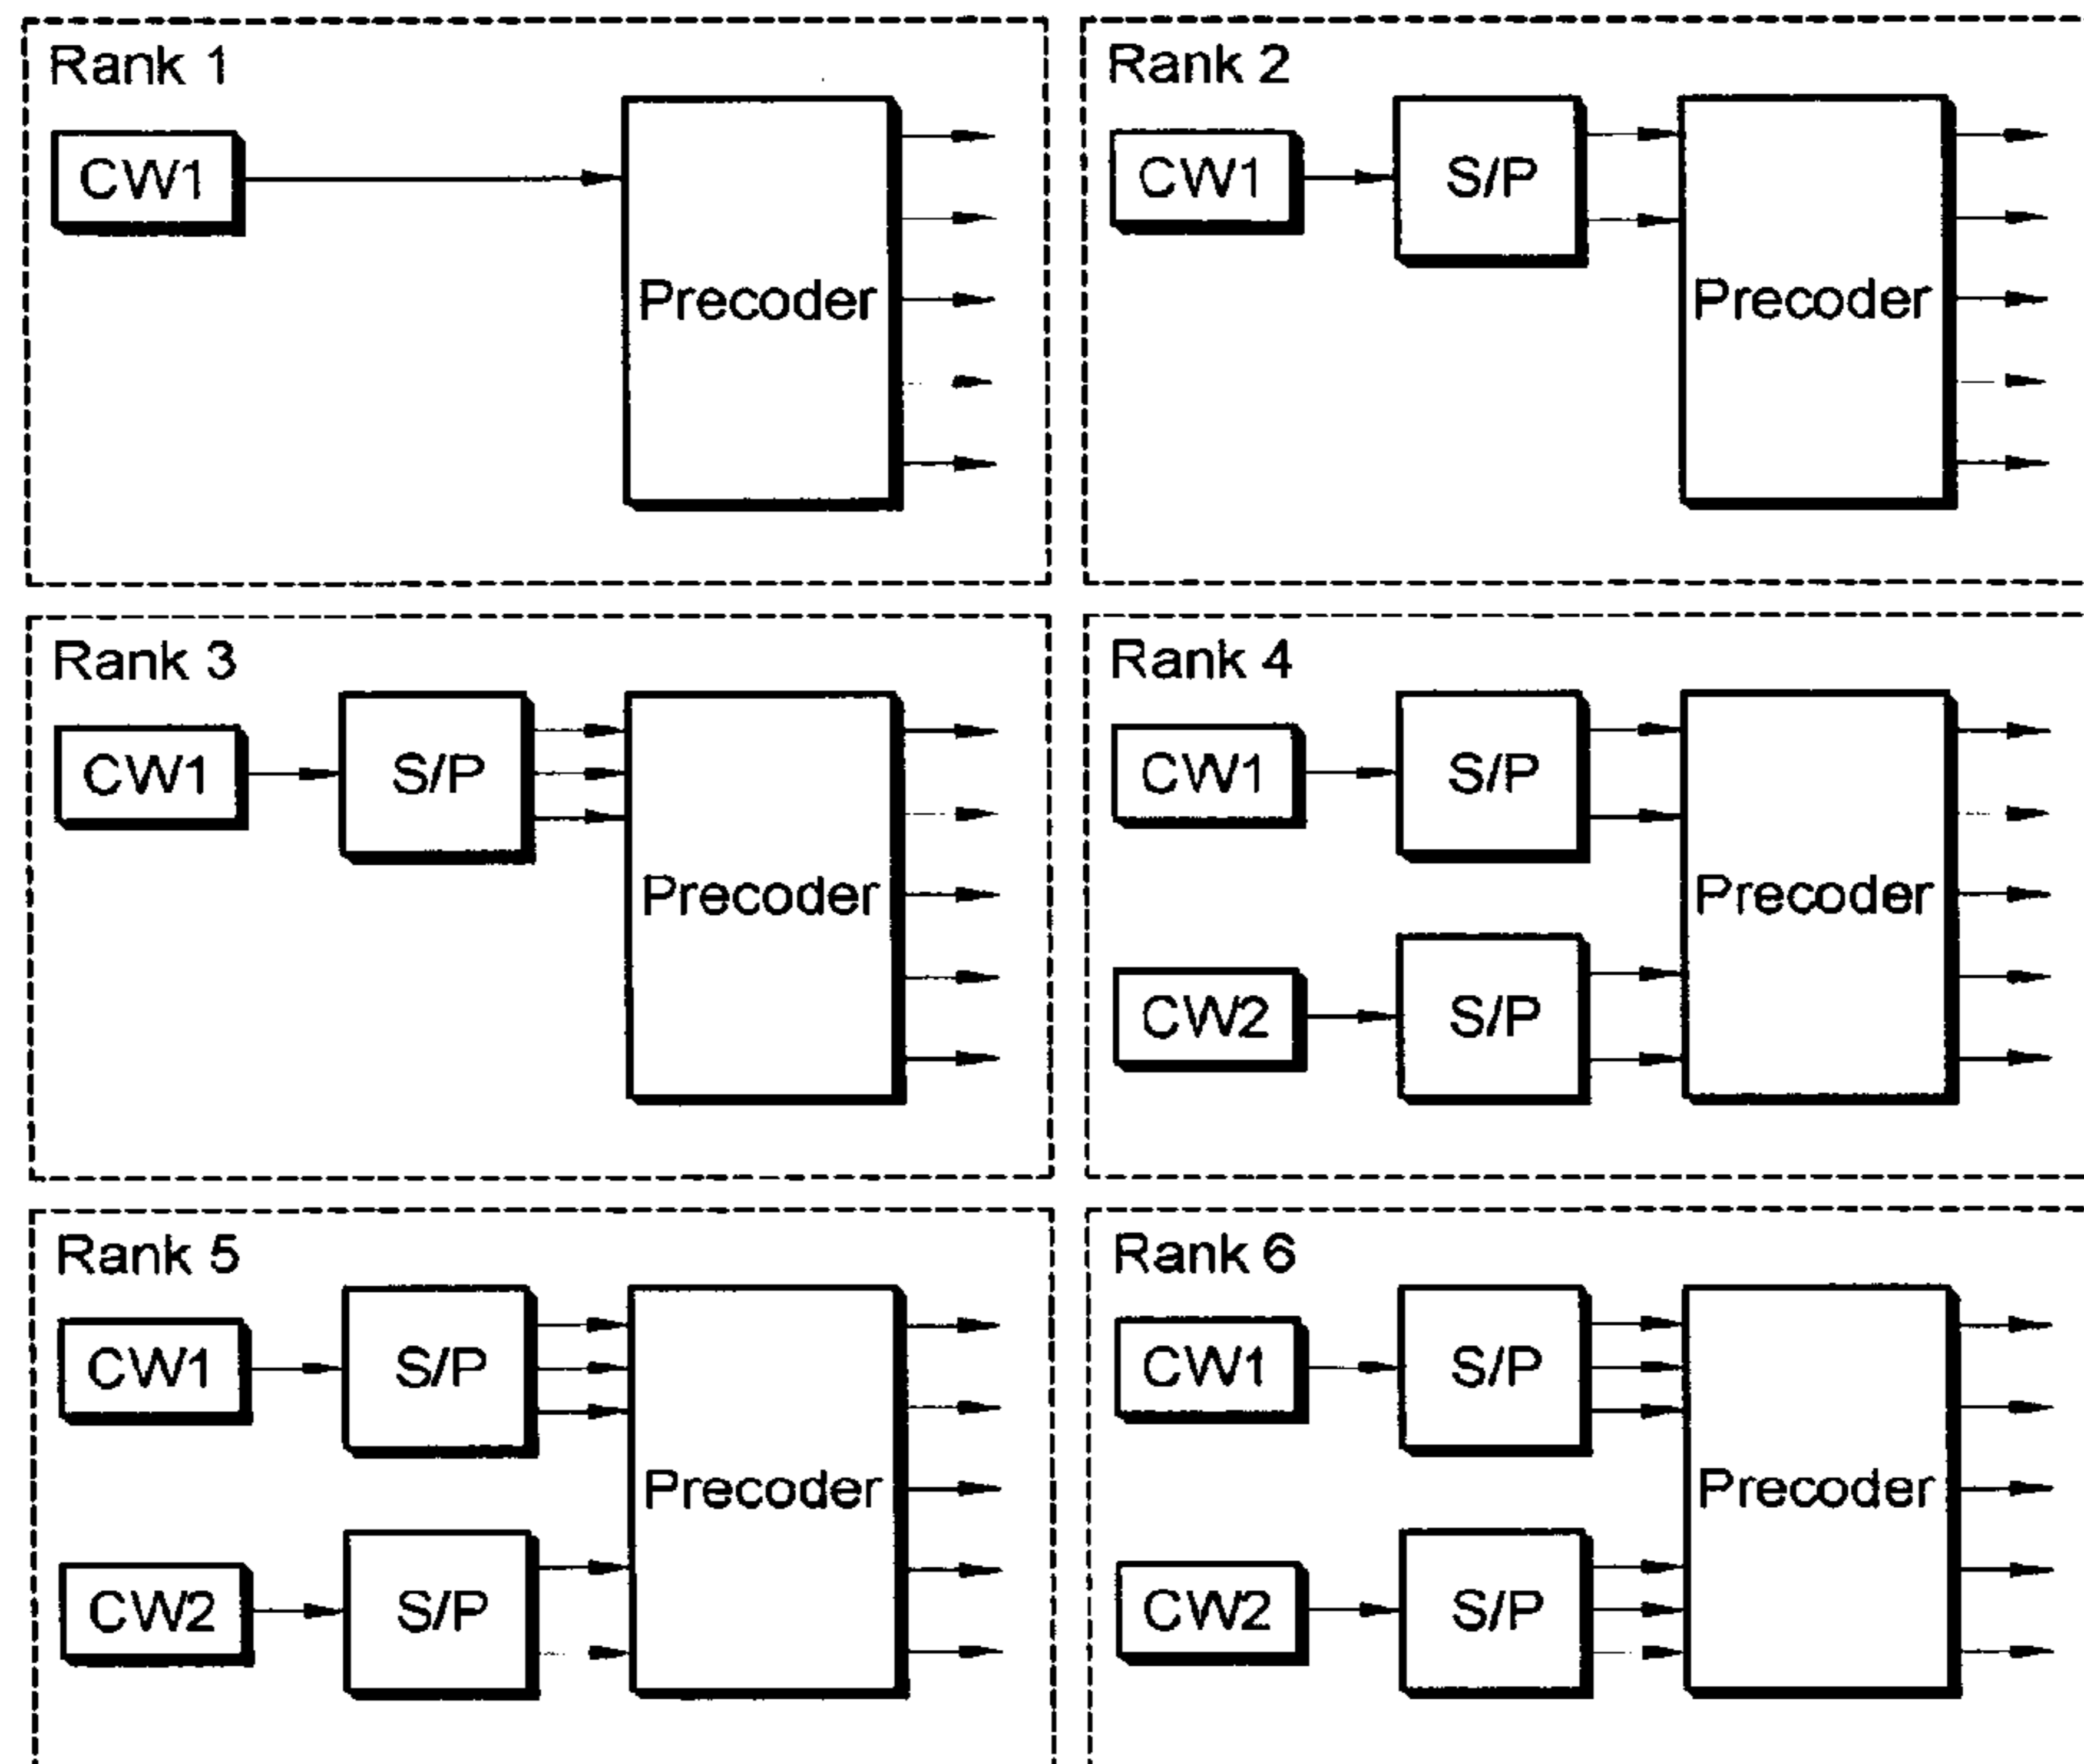 Rank 1
CW1
Precoder
Rank 2
CW1
S/P
Precoder
Rank 3
CW1
S/P
Precoder
Rank 4
CW1
S/P
Precoder
CW2
S/P
Rank 5
CW1
S/P
Precoder
CW2
S/P
Rank 6
CW1
S/P
Precoder
CW2
S/P